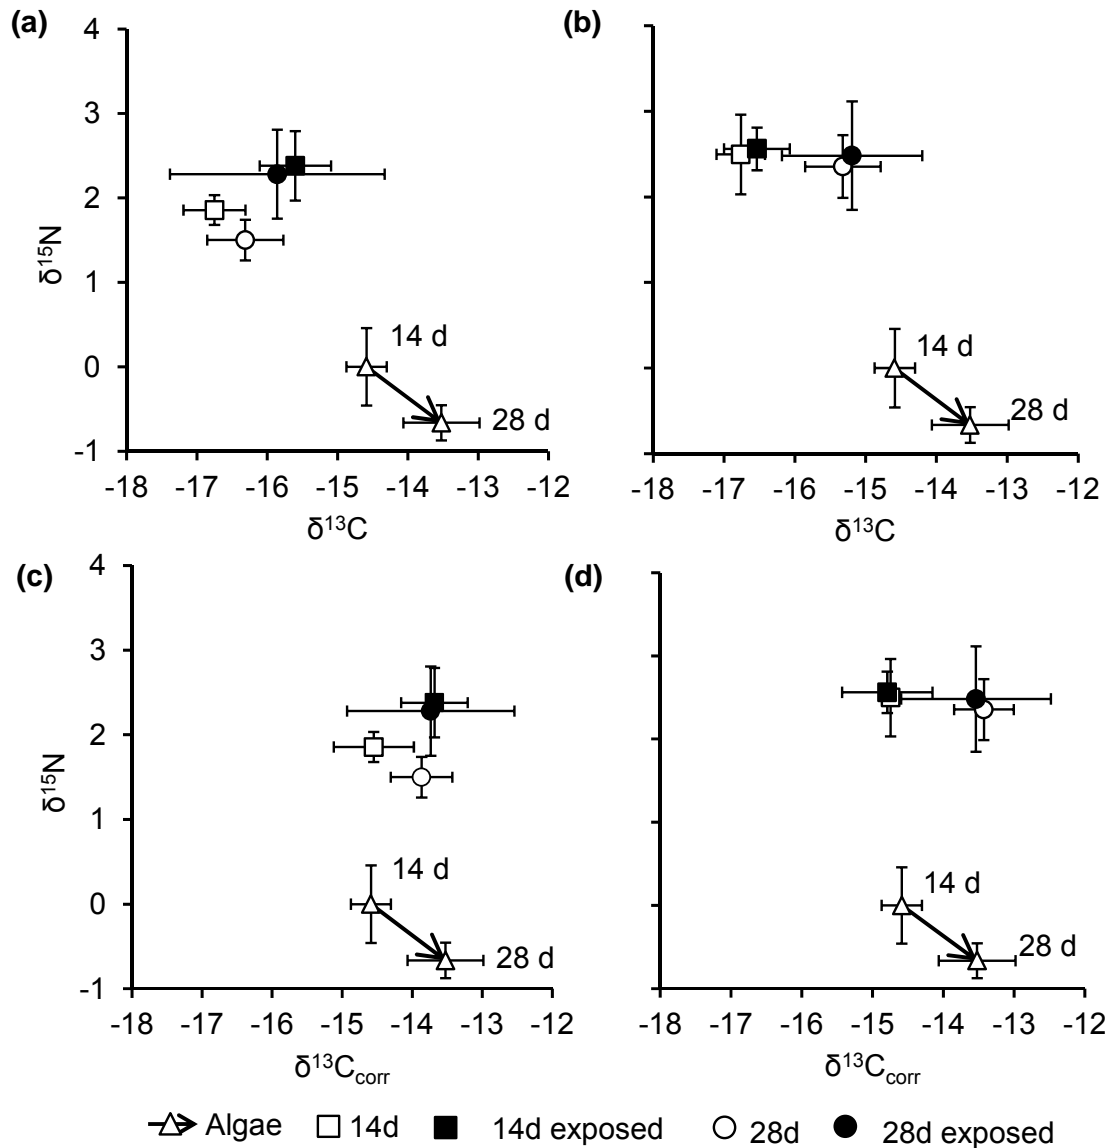 (a)
4
3
2
1
0
-1
δ¹⁵N
14 d
28 d
-18 -17 -16 -15 -14 -13 -12
δ¹³C
(b)
14 d
28 d
-18 -17 -16 -15 -14 -13 -12
δ¹³C
(c)
4
3
2
1
0
-1
δ¹⁵N
14 d
28 d
-18 -17 -16 -15 -14 -13 -12
δ¹³C_corr
(d)
14 d
28 d
-18 -17 -16 -15 -14 -13 -12
δ¹³C_corr
Algae 14d 14d exposed 28d 28d exposed